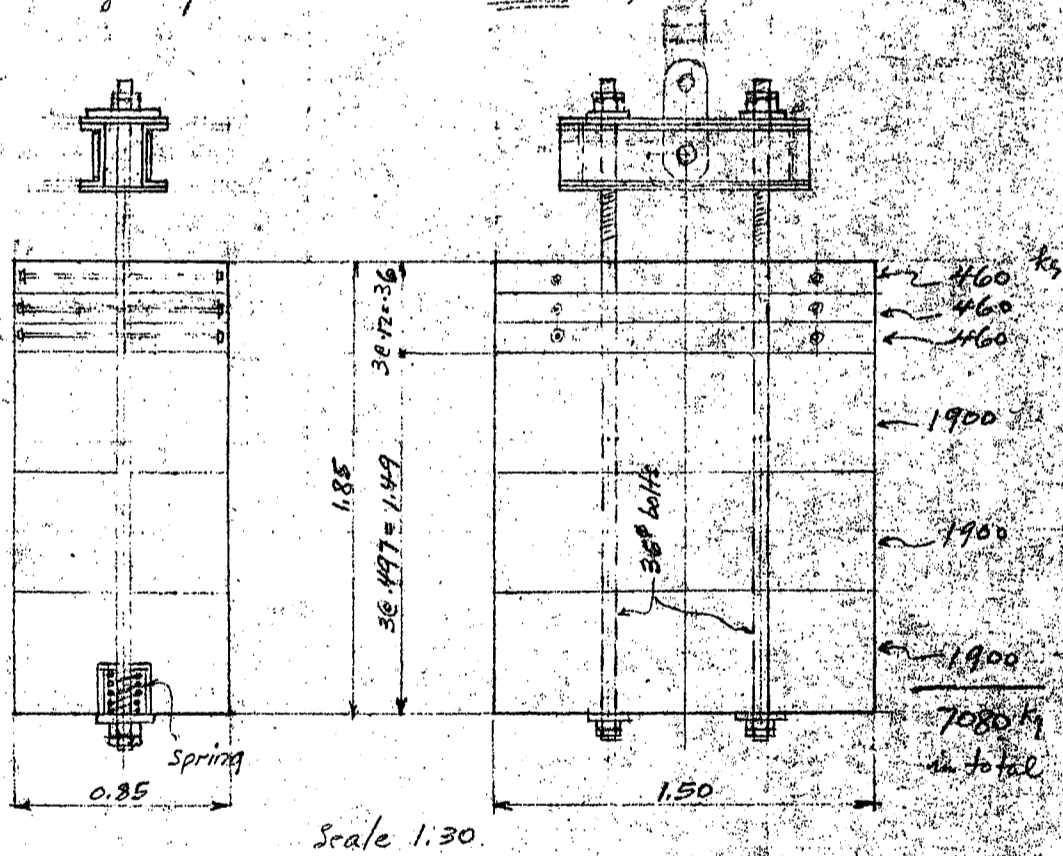 460 kg
460
460
1900
1900
1900
7080 kg
in total
3@.12=.36
1.85
3@.497=1.49
36φ bolts
spring
0.85
1.50
Scale 1:30.